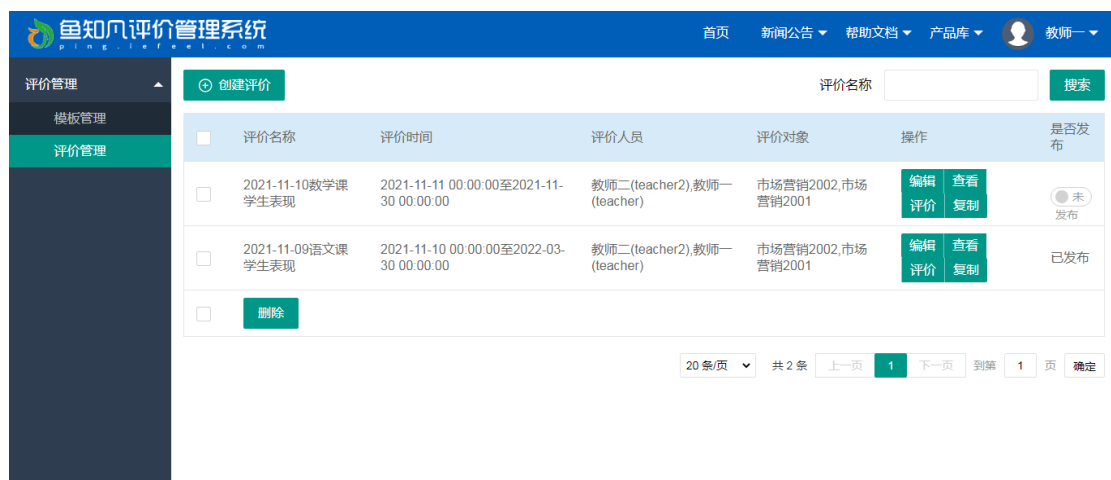 鱼知凡评价管理系统
ping.iefeel.com
首页 新闻公告 帮助文档 产品库 教师一
评价管理
模板管理
评价管理
创建评价 评价名称 搜索
评价名称 评价时间 评价人员 评价对象 操作 是否发
布
2021-11-10数学课 2021-11-11 00:00:00至2021-11- 教师二(teacher2),教师一 市场营销2002,市场 编辑 查看
学生表现 30 00:00:00 (teacher) 营销2001 评价 复制 未
发布
2021-11-09语文课 2021-11-10 00:00:00至2022-03- 教师二(teacher2),教师一 市场营销2002,市场 编辑 查看
学生表现 30 00:00:00 (teacher) 营销2001 评价 复制 已发布
删除
20 条/页 共 2 条 上一页 1 下一页 到第 1 页 确定